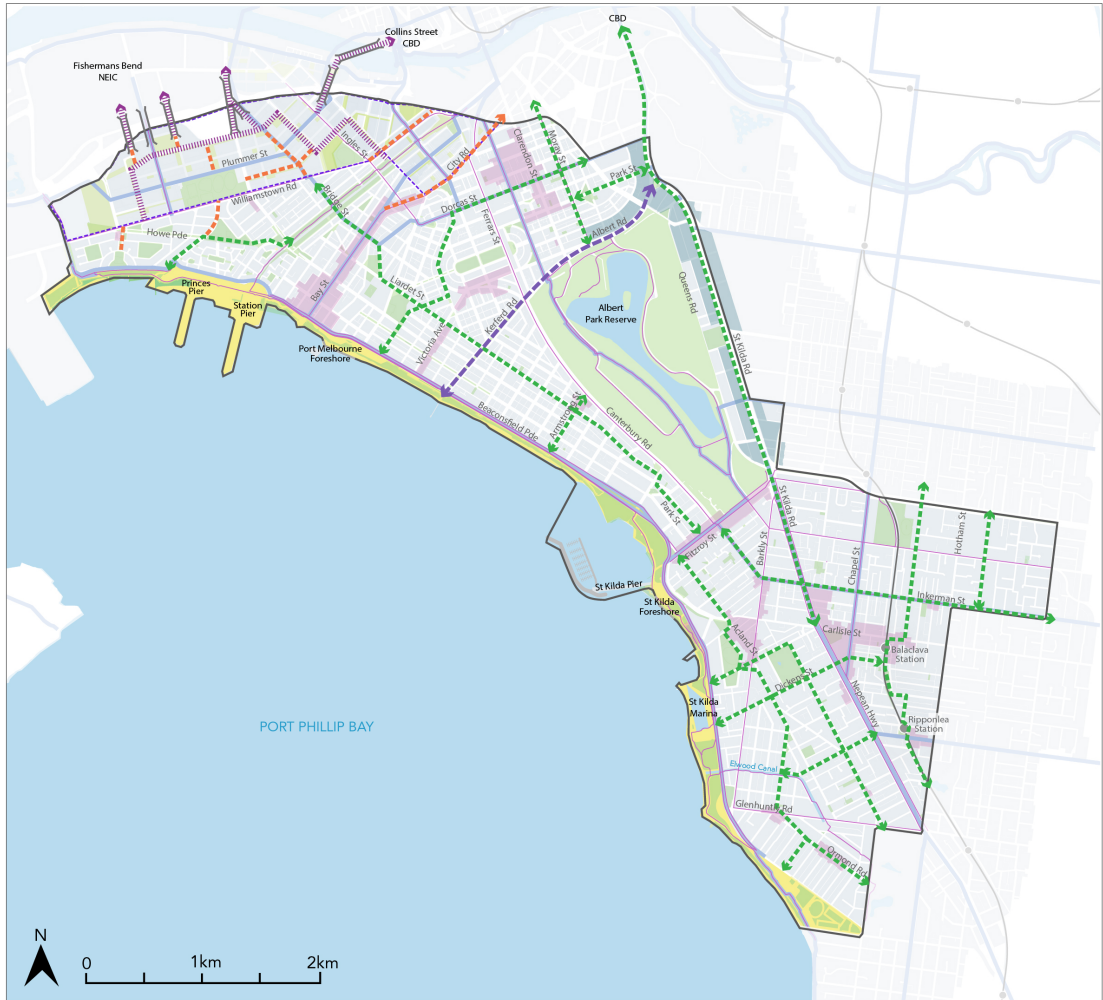 CBD
Collins Street
CBD
Fishermans Bend
NEIC
Ingles St
City Rd
Clarendon St
Moray St
Plummer St
Park St
Williamstown Rd
Bridge St
Dorcas St
Ferrars St
Albert Rd
Howe Pde
Queens Rd
Princes
Pier
Bay St
Liardet St
Station
Pier
Kerferd Rd
Albert
Park Reserve
St Kilda Rd
Port Melbourne
Foreshore
Victoria Ave
Beaconsfield Pde
Armstrong St
Canterbury Rd
Park St
St Kilda Rd
Fitzroy St
Barkly St
Chapel St
Hotham St
St Kilda Pier
Inkerman St
St Kilda
Foreshore
Acland St
Carlisle St
Balaclava
Station
Dickens St
Nepean Hwy
St Kilda
Marina
Ripponlea
Station
PORT PHILLIP BAY
Elwood Canal
Glenhuntly Rd
Ormond Rd
N
0
1km
2km